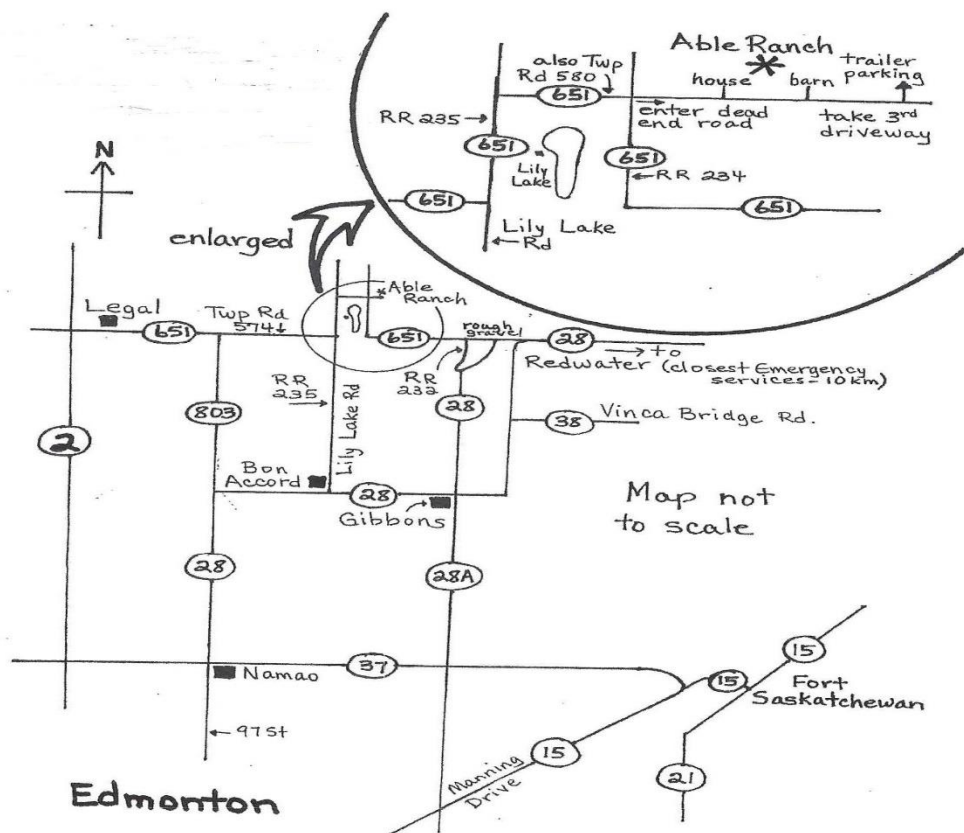 Able Ranch
also Twp
Rd 580
651
house
barn
trailer
parking
RR 235
enter dead
end road
take 3rd
driveway
651
Lily
Lake
651
RR 234
651
651
Lily Lake
Rd
N
enlarged
Able
Ranch
Legal
651
Twp Rd
574
651
rough
gravel
28
to
Redwater (closest Emergency
services - 10 km)
RR
235
Lily Lake Rd
RR
232
28
803
38
Vinca Bridge Rd.
2
Bon
Accord
28
Gibbons
Map not
to scale
28
28A
Namao
37
15
15
Fort
Saskatchewan
97 St
15
Manning
Drive
21
Edmonton